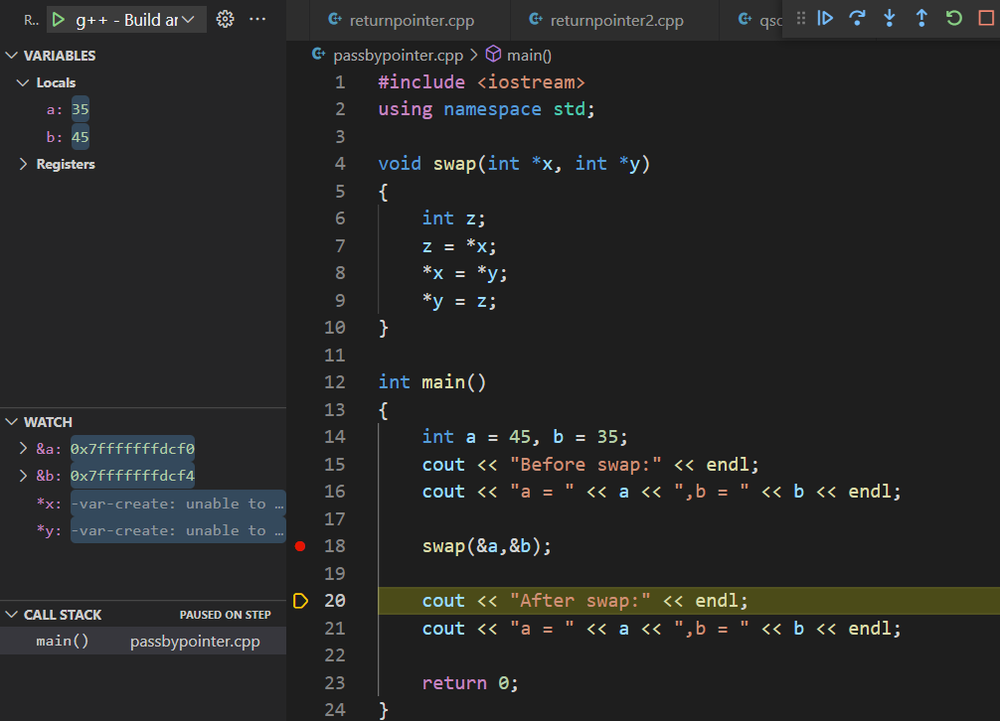 R.. g++ - Build ar
VARIABLES
Locals
a: 35
b: 45
Registers
WATCH
&a: 0x7fffffffdcf0
&b: 0x7fffffffdcf4
*x: -var-create: unable to …
*y: -var-create: unable to …
CALL STACK PAUSED ON STEP
main() passbypointer.cpp
returnpointer.cpp returnpointer2.cpp qsc
passbypointer.cpp > main()
1 #include <iostream>
2 using namespace std;
3
4 void swap(int *x, int *y)
5 {
6 int z;
7 z = *x;
8 *x = *y;
9 *y = z;
10 }
11
12 int main()
13 {
14 int a = 45, b = 35;
15 cout << "Before swap:" << endl;
16 cout << "a = " << a << ",b = " << b << endl;
17
18 swap(&a,&b);
19
20 cout << "After swap:" << endl;
21 cout << "a = " << a << ",b = " << b << endl;
22
23 return 0;
24 }